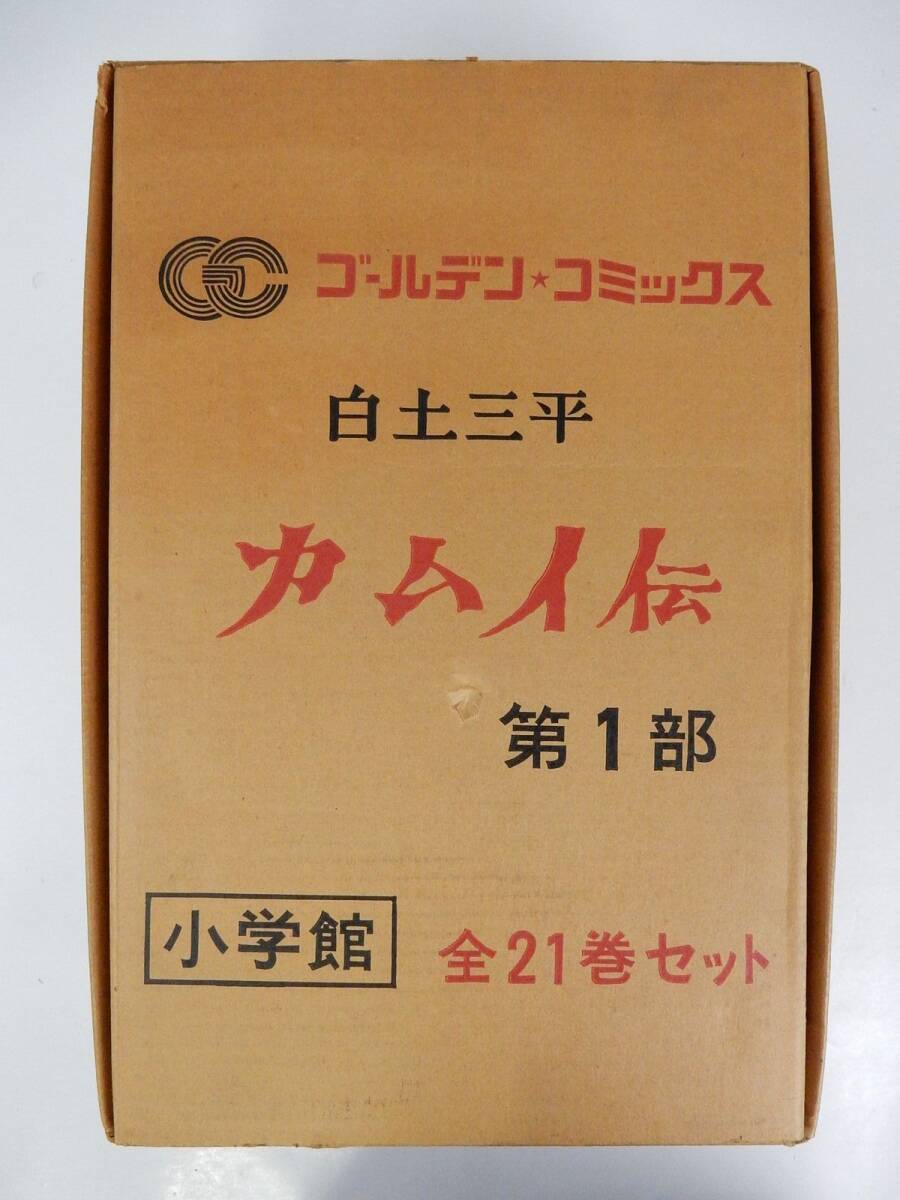 GC ゴールデン★コミックス
白土三平
カムイ伝
第1部
小学館
全21巻セット